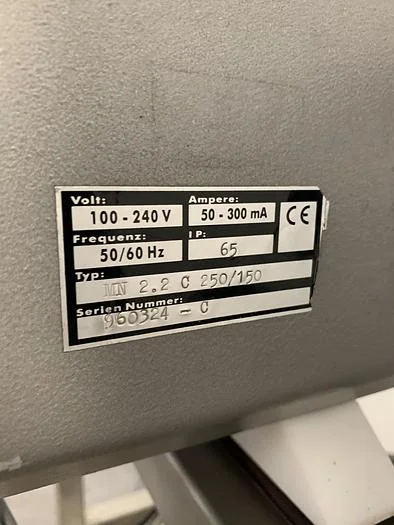 Volt: Ampere:
100 - 240 V 50 - 300 mA CE
Frequenz: IP:
50/60 Hz 65
Typ:
MN 2.2 C 250/150
Serien Nummer:
960324 - C